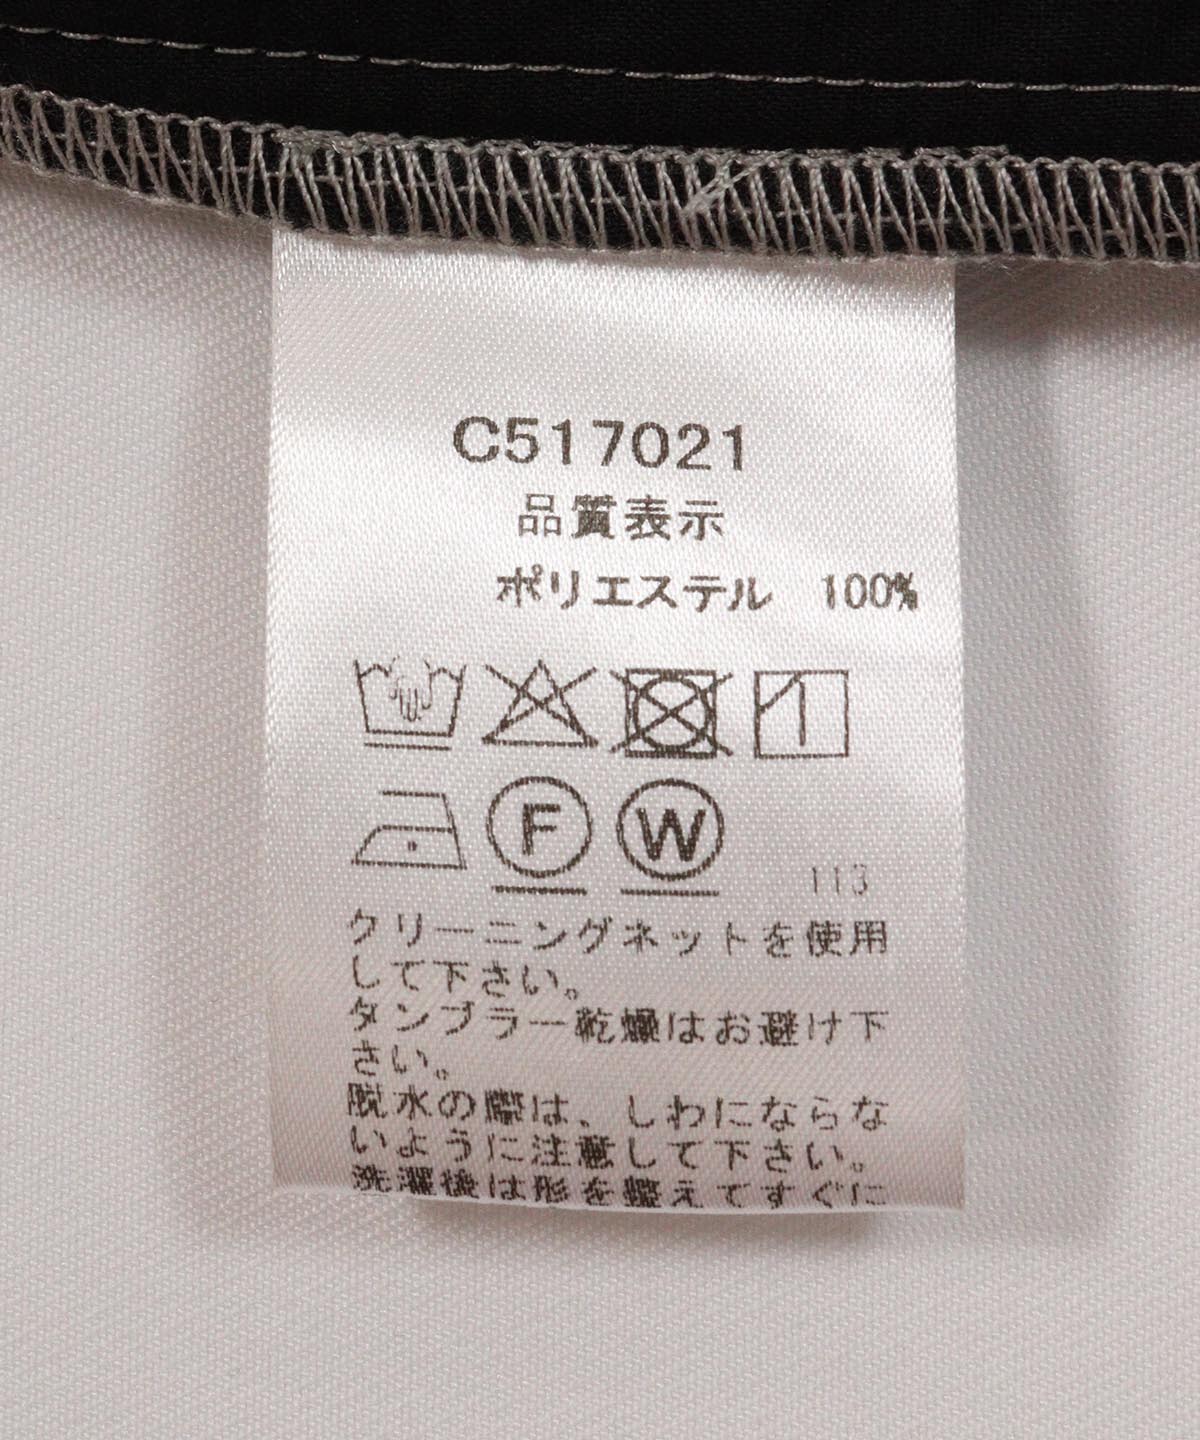 C517021
品質表示
ポリエステル 100%
F W
113
クリーニングネットを使用
して下さい。
タンブラー乾燥はお避け下
さい。
脱水の際は、しわにならな
いように注意して下さい。
洗濯後は形を整えてすぐに